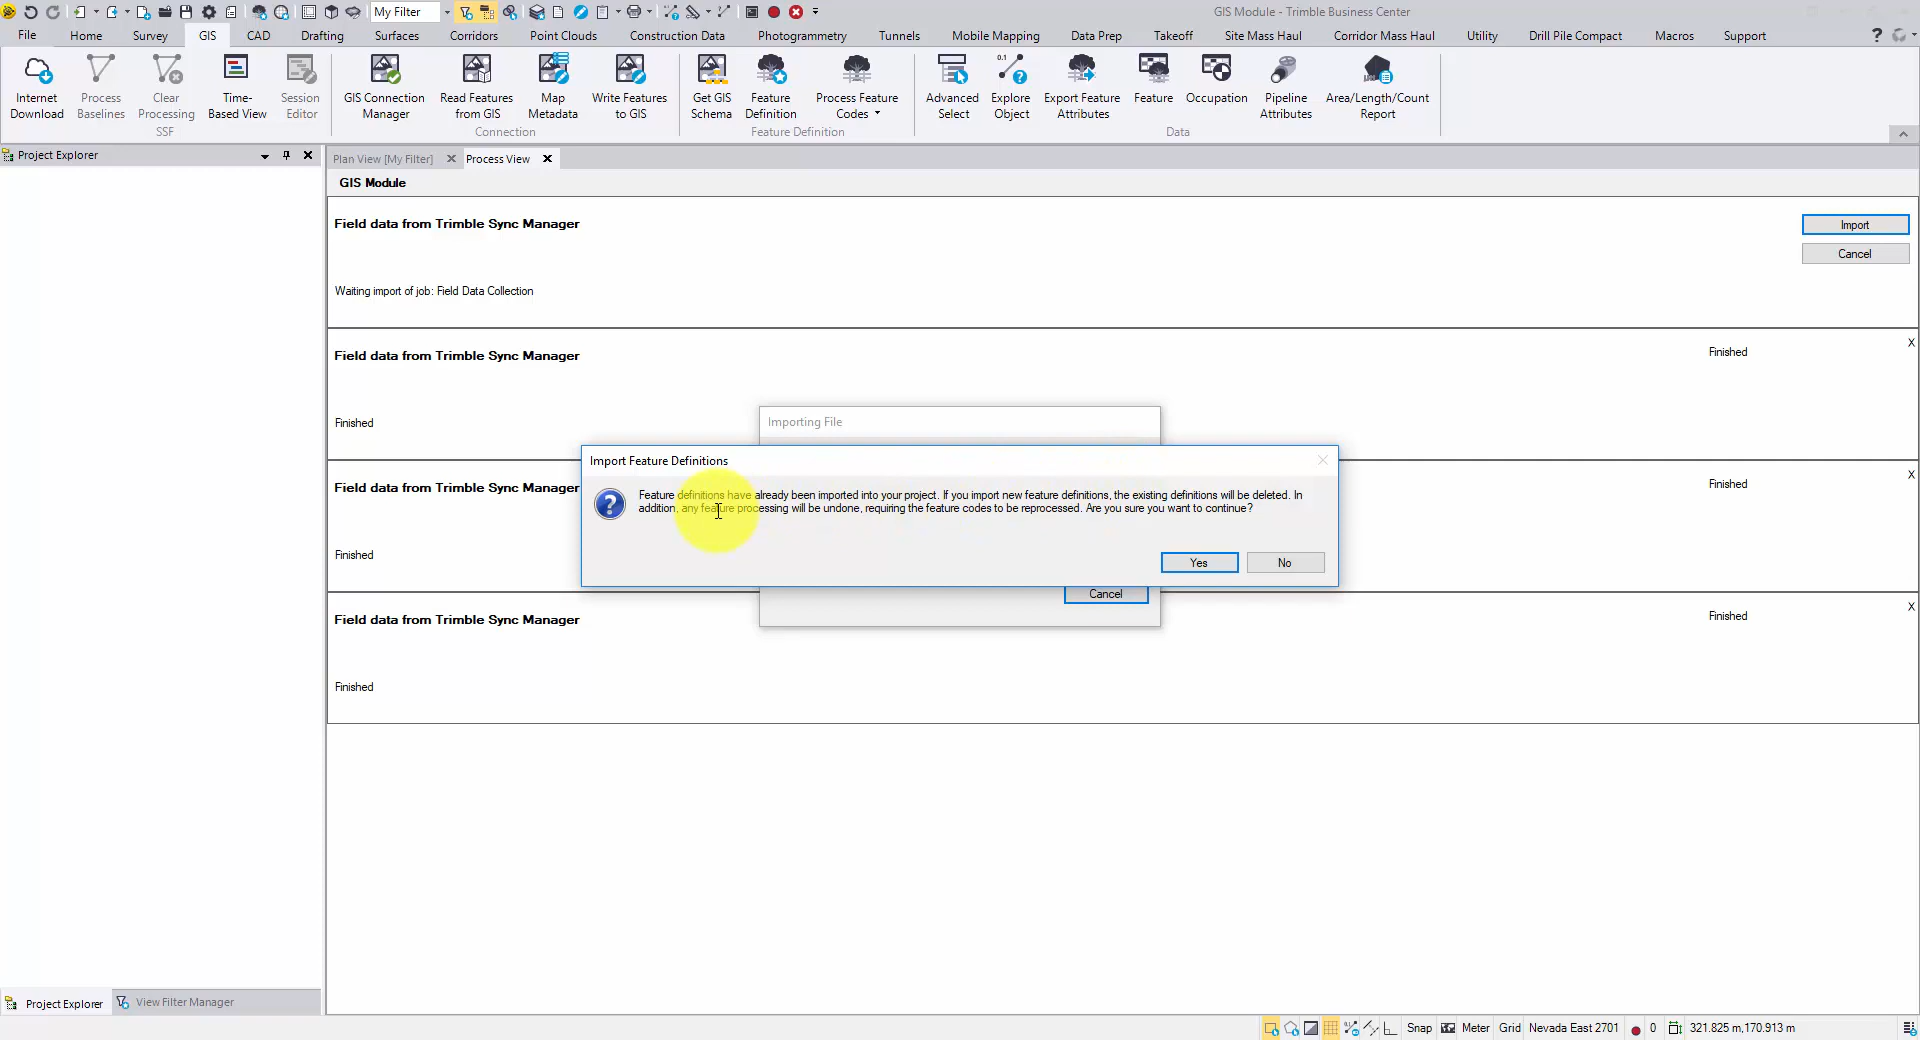 My Filter
GIS Module - Trimble Business Center
File Home Survey GIS CAD Drafting Surfaces Corridors Point Clouds Construction Data Photogrammetry Tunnels Mobile Mapping Data Prep Takeoff Site Mass Haul Corridor Mass Haul Utility Drill Pile Compact Macros Support ?
Internet Download
Process Baselines
Clear Processing
Time-Based View
Session Editor
GIS Connection Manager
Read Features from GIS
Map Metadata
Write Features to GIS
Get GIS Schema
Feature Definition
Process Feature Codes
Advanced Select
0.1
Explore Object
Export Feature Attributes
Feature
Occupation
Pipeline Attributes
Area/Length/Count Report
SSF
Connection
Feature Definition
Data
Project Explorer
Plan View [My Filter]
Process View
GIS Module
Field data from Trimble Sync Manager
Import
Cancel
Waiting import of job: Field Data Collection
Field data from Trimble Sync Manager
Finished
X
Finished
Importing File
Import Feature Definitions
Feature definitions have already been imported into your project. If you import new feature definitions, the existing definitions will be deleted. In
addition, any feature processing will be undone, requiring the feature codes to be reprocessed. Are you sure you want to continue?
Yes
No
Cancel
Field data from Trimble Sync Manager
Finished
X
Finished
Field data from Trimble Sync Manager
Finished
X
Finished
Project Explorer
View Filter Manager
Snap Meter Grid Nevada East 2701 0 321.825 m,170.913 m